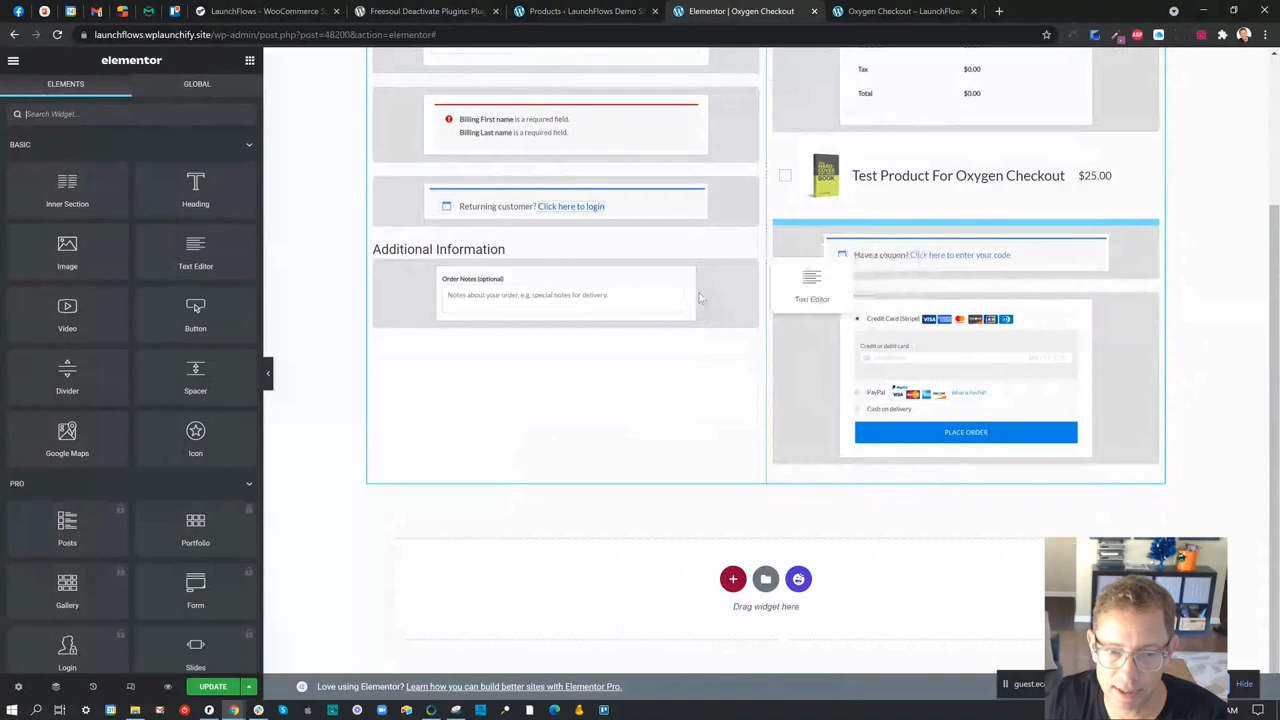 LaunchFlows - WooCommerce S
WordPress Deactivate Plug
Products ‹ LaunchFlows Demo S
Elementor | OxyCheckout
OxyCheckout – LaunchFlows
launchflows.wplaunchify.site/wp-admin/post.php?post=48200&action=elementor#
elementor
ELEMENTS
GLOBAL
Search Widget...
BASIC
Inner Section
Heading
Image
Text Editor
Video
Button
Divider
Spacer
Google Maps
Icon
PRO
Posts
Portfolio
Gallery
Form
Login
Slides
UPDATE
Billing First name is a required field.
Billing Last name is a required field.
Returning customer? Click here to login
Additional Information
Order Notes (optional)
Notes about your order, e.g. special notes for delivery.
Tax $0.00
Total $0.00
Test Product For Oxygen Checkout $25.00
Have a coupon? Click here to enter your code
Text Editor
Credit Card (Stripe)
Credit or debit card
PayPal
What is PayPal?
Cash on delivery
PLACE ORDER
Drag widget here
Love using Elementor? Learn how you can build better sites with Elementor Pro.
guest.ec
Hide
AM